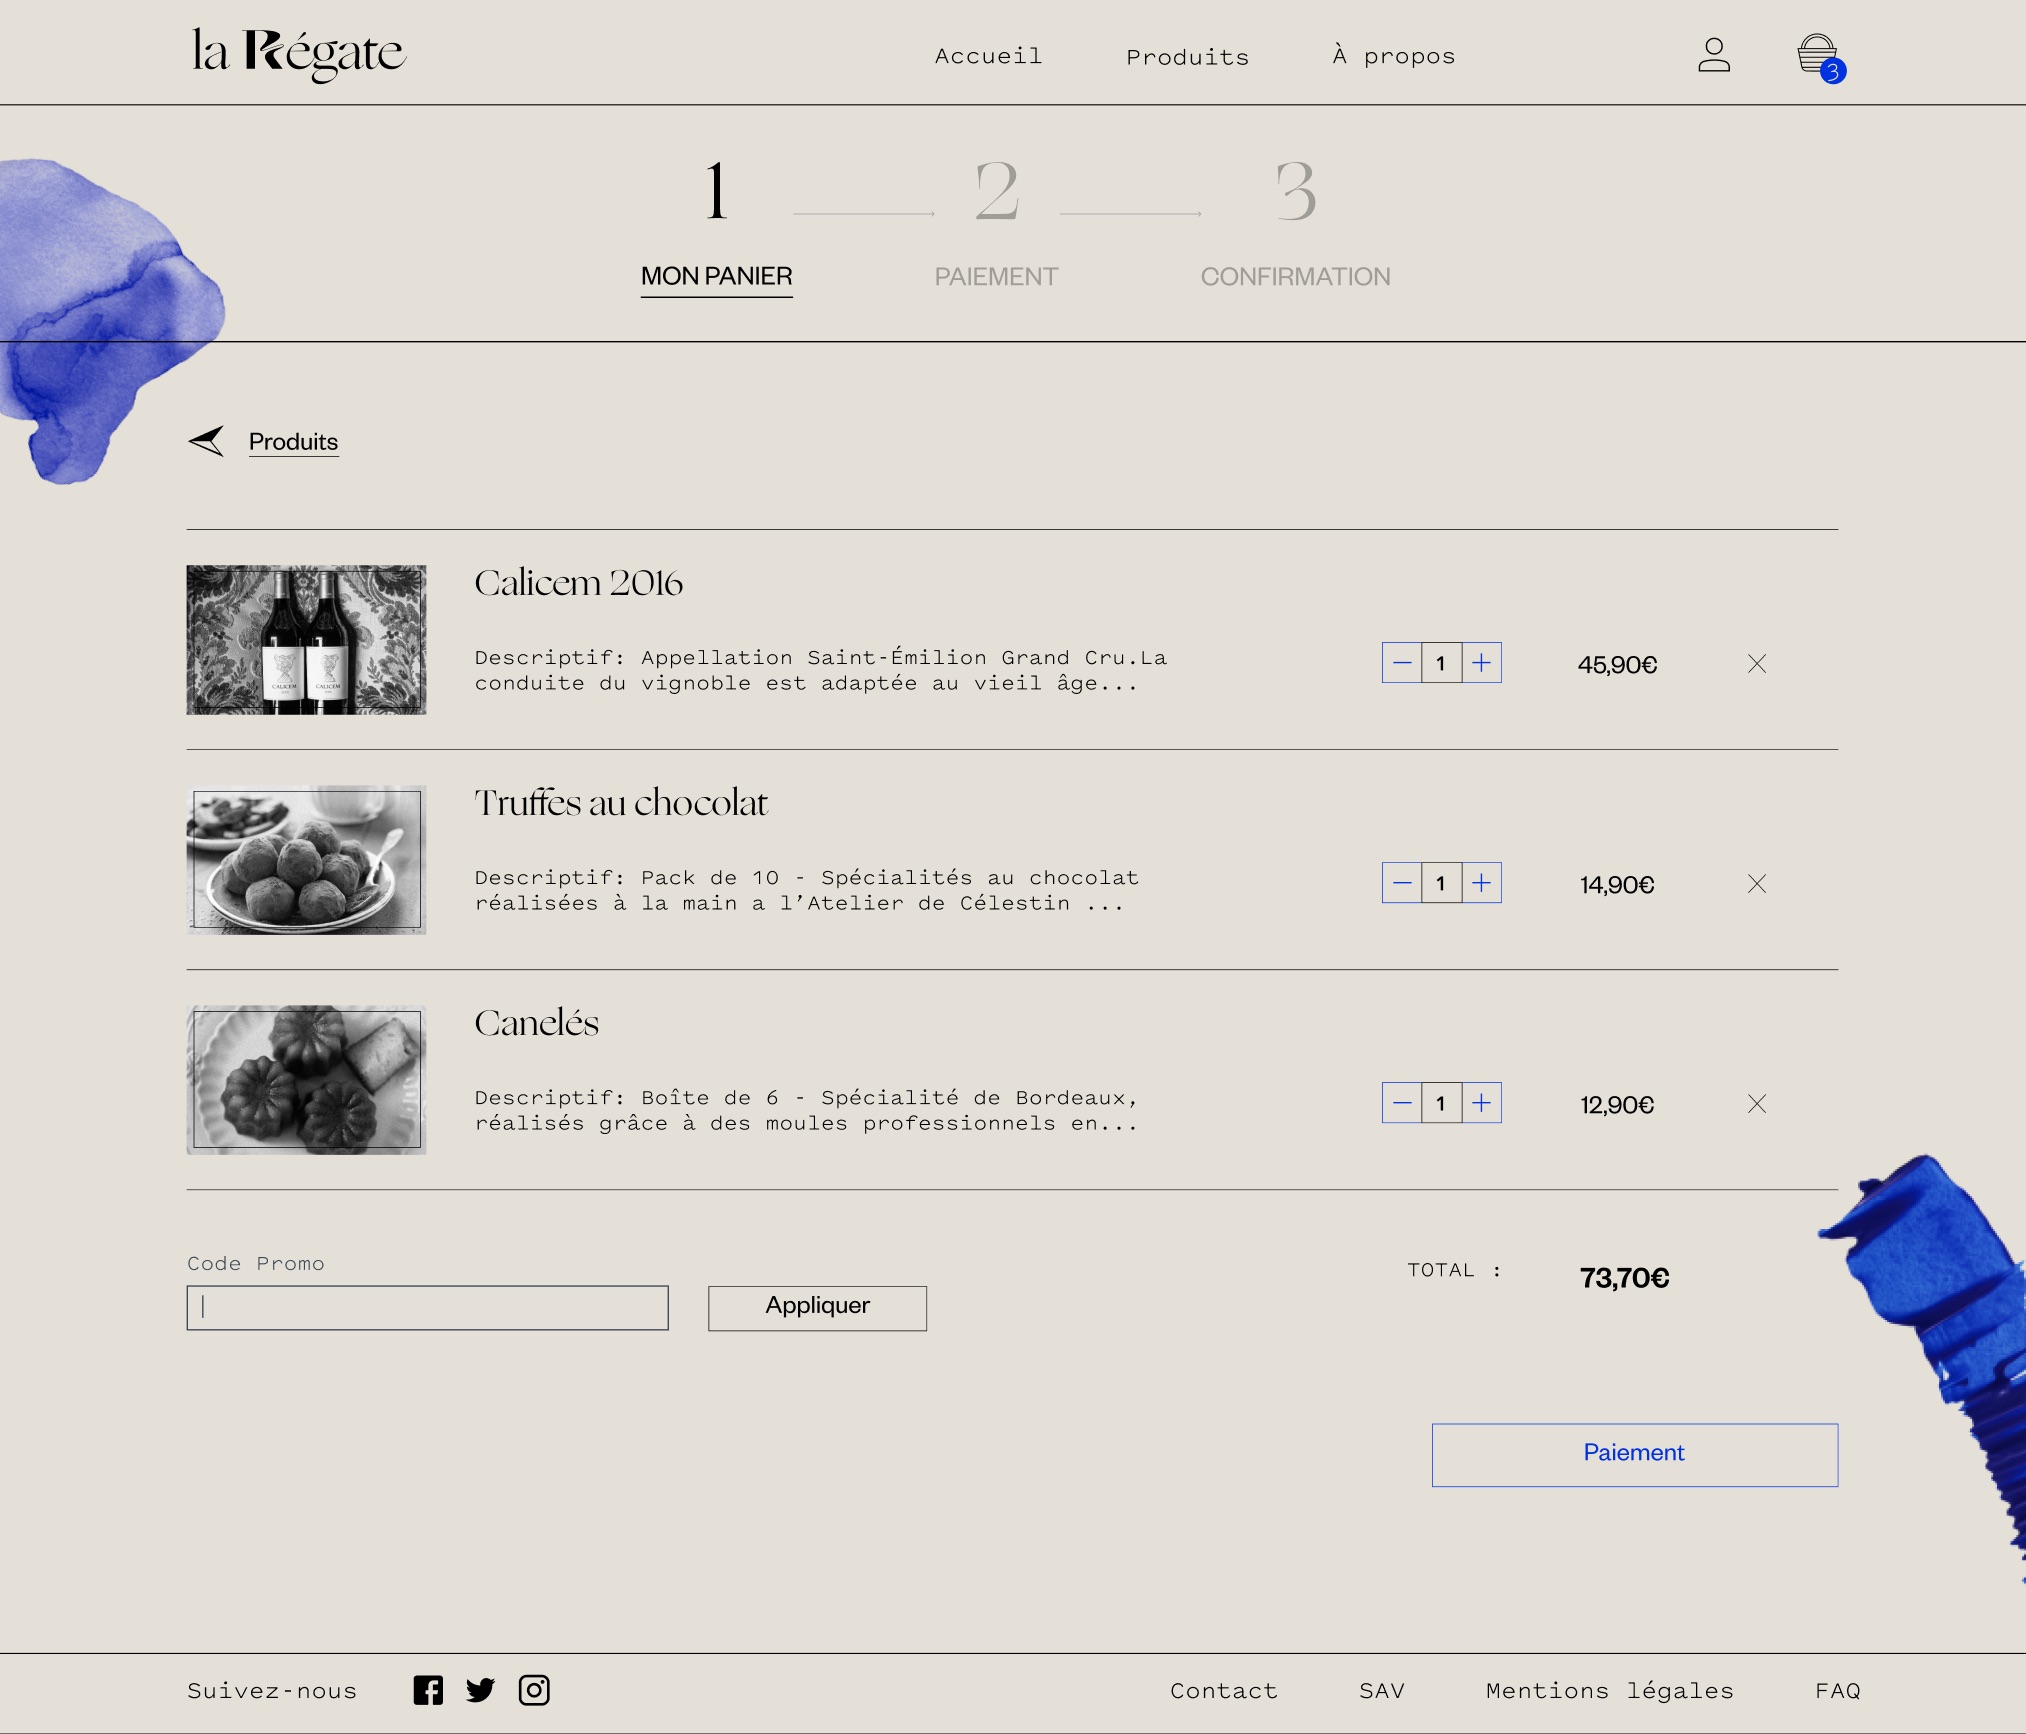 la Régate
Accueil
Produits
À propos
3
1
2
3
MON PANIER
PAIEMENT
CONFIRMATION
Produits
Calicem 2016
Descriptif: Appellation Saint-Émilion Grand Cru.La
conduite du vignoble est adaptée au vieil âge...
1
45,90€
CALICEM
CALICEM
Truffes au chocolat
Descriptif: Pack de 10 - Spécialités au chocolat
réalisées à la main a l’Atelier de Célestin ...
1
14,90€
Canelés
Descriptif: Boîte de 6 - Spécialité de Bordeaux,
réalisés grâce à des moules professionnels en...
1
12,90€
Code Promo
Appliquer
TOTAL :
73,70€
Paiement
Suivez-nous
Contact
SAV
Mentions légales
FAQ